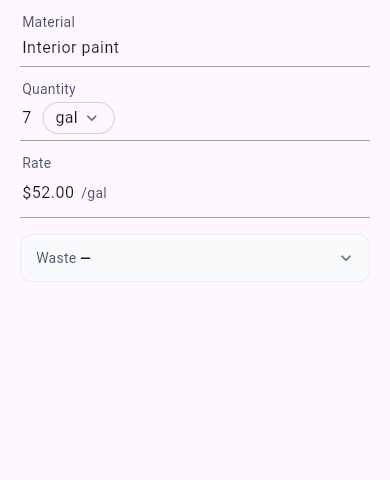 Material
Interior paint
Quantity
7 gal
Rate
$52.00 /gal
Waste —